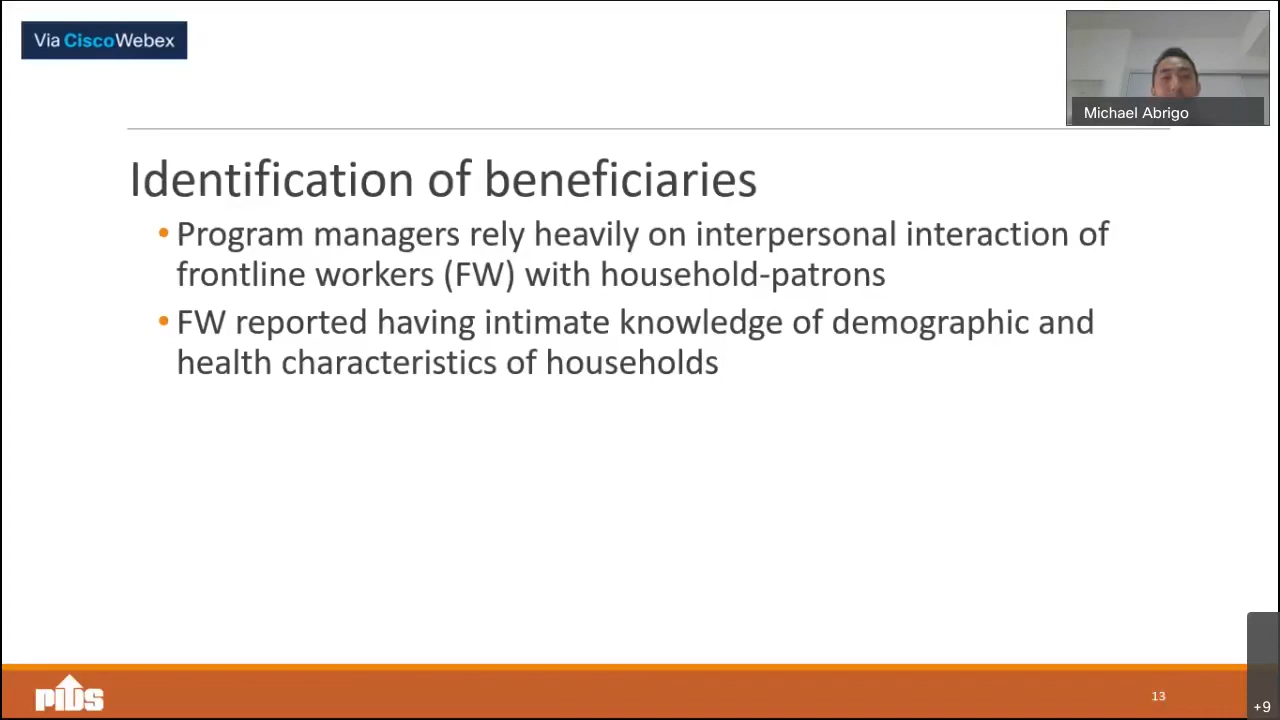 Via CiscoWebex
Michael Abrigo
Identification of beneficiaries
• Program managers rely heavily on interpersonal interaction of
frontline workers (FW) with household-patrons
• FW reported having intimate knowledge of demographic and
health characteristics of households
PIDS
13
+9